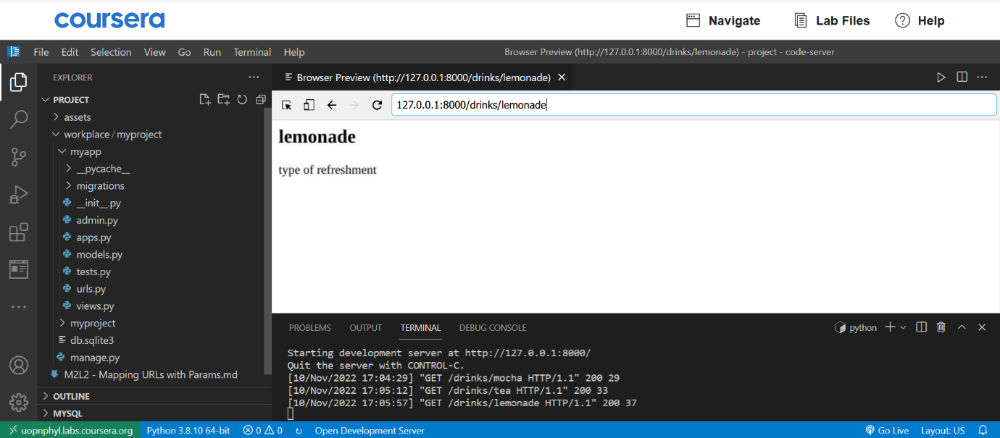 coursera
Navigate
Lab Files
Help
File Edit Selection View Go Run Terminal Help
Browser Preview (http://127.0.0.1:8000/drinks/lemonade) - project - code-server
EXPLORER
PROJECT
assets
workplace / myproject
myapp
__pycache__
migrations
__init__.py
admin.py
apps.py
models.py
tests.py
urls.py
views.py
myproject
db.sqlite3
manage.py
M2L2 - Mapping URLs with Params.md
OUTLINE
MYSQL
Browser Preview (http://127.0.0.1:8000/drinks/lemonade)
127.0.0.1:8000/drinks/lemonade
lemonade
type of refreshment
PROBLEMS OUTPUT TERMINAL DEBUG CONSOLE
python
Starting development server at http://127.0.0.1:8000/
Quit the server with CONTROL-C.
[10/Nov/2022 17:04:29] "GET /drinks/mocha HTTP/1.1" 200 29
[10/Nov/2022 17:05:12] "GET /drinks/tea HTTP/1.1" 200 33
[10/Nov/2022 17:05:57] "GET /drinks/lemonade HTTP/1.1" 200 37
uopnphyl.labs.coursera.org Python 3.8.10 64-bit 0 0 Open Development Server Go Live Layout: US